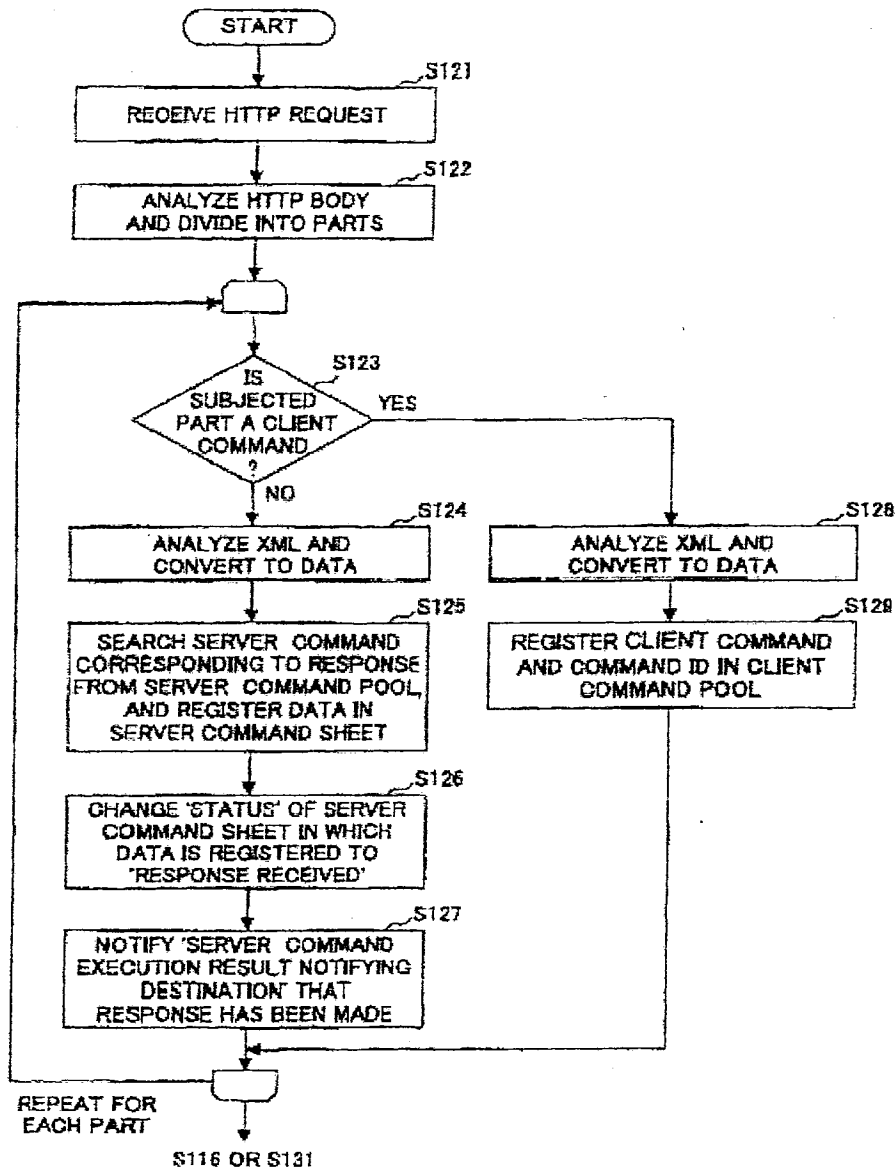 START
S121
RECEIVE HTTP REQUEST
S122
ANALYZE HTTP BODY
AND DIVIDE INTO PARTS
S123
IS
SUBJECTED
PART A CLIENT
COMMAND
?
YES
NO
S124
ANALYZE XML AND
CONVERT TO DATA
S125
SEARCH SERVER COMMAND
CORRESPONDING TO RESPONSE
FROM SERVER COMMAND POOL,
AND REGISTER DATA IN
SERVER COMMAND SHEET
S126
CHANGE 'STATUS' OF SERVER
COMMAND SHEET IN WHICH
DATA IS REGISTERED TO
'RESPONSE RECEIVED'
S127
NOTIFY 'SERVER COMMAND
EXECUTION RESULT NOTIFYING
DESTINATION' THAT
RESPONSE HAS BEEN MADE
S128
ANALYZE XML AND
CONVERT TO DATA
S129
REGISTER CLIENT COMMAND
AND COMMAND ID IN CLIENT
COMMAND POOL
REPEAT FOR
EACH PART
S116 OR S131